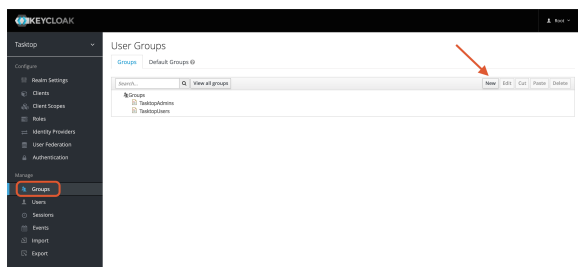 KEYCLOAK
Root
Tasktop
Configure
Realm Settings
Clients
Client Scopes
Roles
Identity Providers
User Federation
Authentication
Manage
Groups
Users
Sessions
Events
Import
Export
User Groups
Groups Default Groups
Search... View all groups New Edit Cut Paste Delete
Groups
TasktopAdmins
TasktopUsers